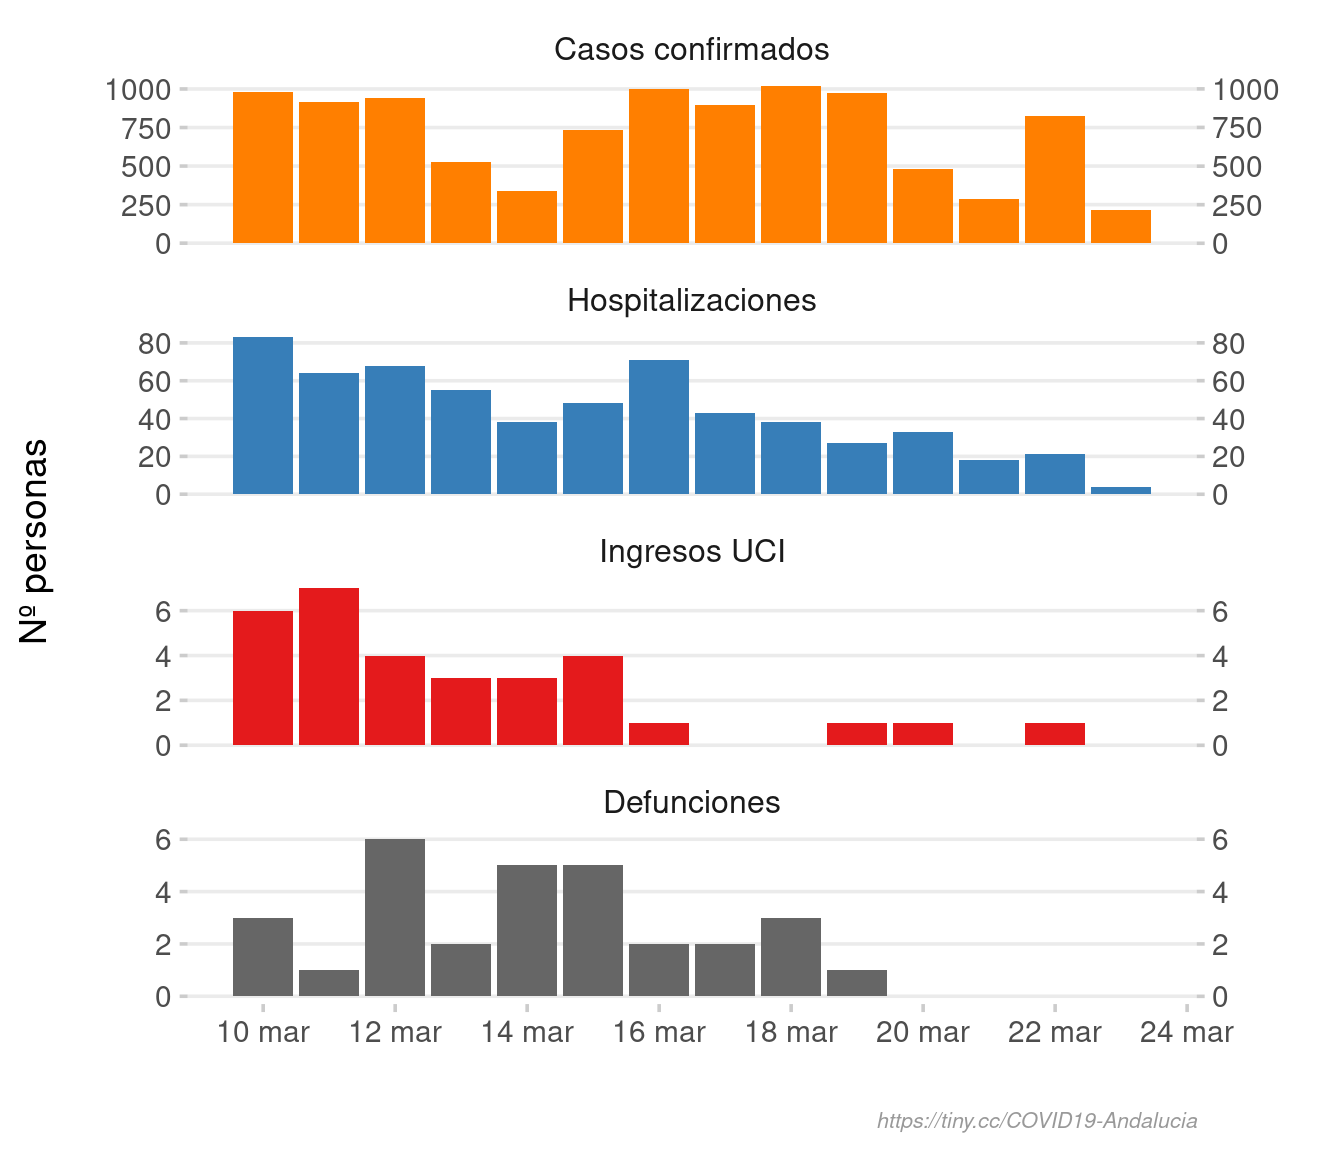 Casos confirmados
1000 1000
750 750
500 500
250 250
0 0
Hospitalizaciones
80 80
60 60
40 40
20 20
0 0
Nº personas
Ingresos UCI
6 6
4 4
2 2
0 0
Defunciones
6 6
4 4
2 2
0 0
10 mar 12 mar 14 mar 16 mar 18 mar 20 mar 22 mar 24 mar
https://tiny.cc/COVID19-Andalucia